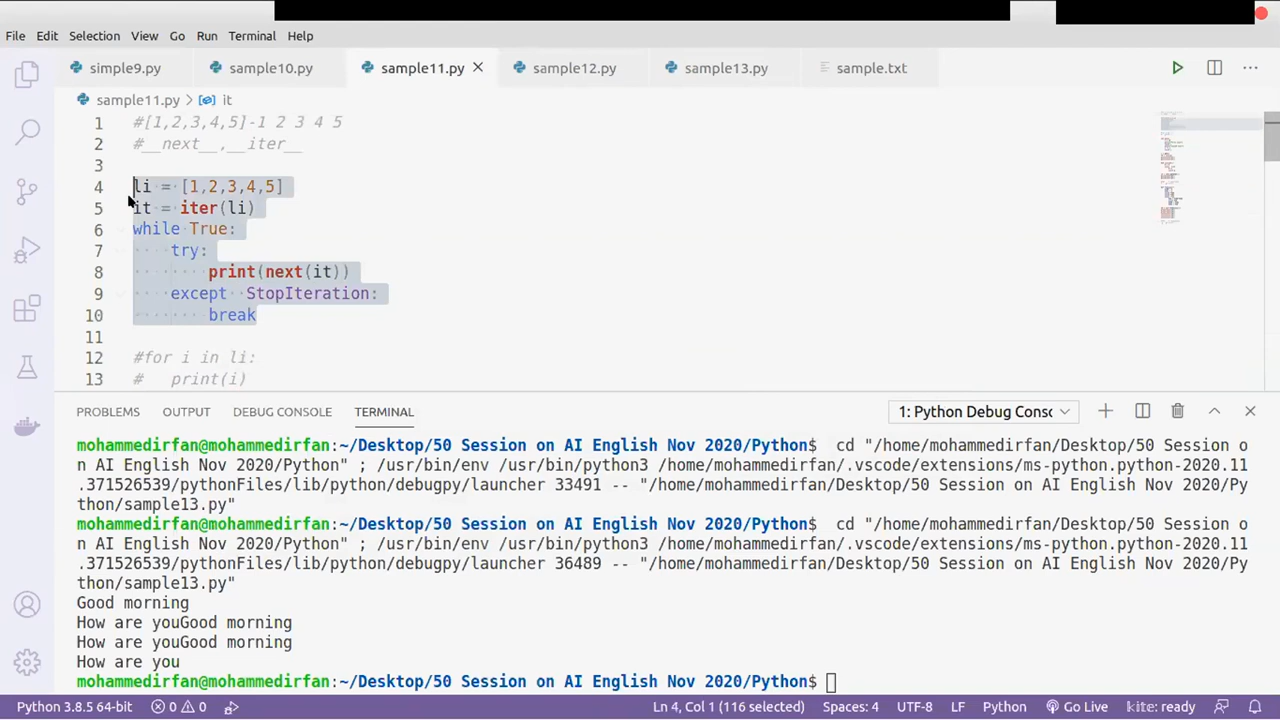 File Edit Selection View Go Run Terminal Help
simple9.py sample10.py sample11.py sample12.py sample13.py sample.txt
sample11.py > it
1 #[1,2,3,4,5]-1 2 3 4 5
2 #__next__,__iter__
3
4 li = [1,2,3,4,5]
5 it = iter(li)
6 while True:
7 try:
8 print(next(it))
9 except StopIteration:
10 break
11
12 #for i in li:
13 # print(i)
PROBLEMS OUTPUT DEBUG CONSOLE TERMINAL 1: Python Debug Consc
mohammedirfan@mohammedirfan:~/Desktop/50 Session on AI English Nov 2020/Python$ cd "/home/mohammedirfan/Desktop/50 Session o
n AI English Nov 2020/Python" ; /usr/bin/env /usr/bin/python3 /home/mohammedirfan/.vscode/extensions/ms-python.python-2020.11
.371526539/pythonFiles/lib/python/debugpy/launcher 33491 -- "/home/mohammedirfan/Desktop/50 Session on AI English Nov 2020/Py
thon/sample13.py"
mohammedirfan@mohammedirfan:~/Desktop/50 Session on AI English Nov 2020/Python$ cd "/home/mohammedirfan/Desktop/50 Session o
n AI English Nov 2020/Python" ; /usr/bin/env /usr/bin/python3 /home/mohammedirfan/.vscode/extensions/ms-python.python-2020.11
.371526539/pythonFiles/lib/python/debugpy/launcher 36489 -- "/home/mohammedirfan/Desktop/50 Session on AI English Nov 2020/Py
thon/sample13.py"
Good morning
How are youGood morning
How are youGood morning
How are you
mohammedirfan@mohammedirfan:~/Desktop/50 Session on AI English Nov 2020/Python$
Python 3.8.5 64-bit 0 0 Ln 4, Col 1 (116 selected) Spaces: 4 UTF-8 LF Python Go Live kite: ready